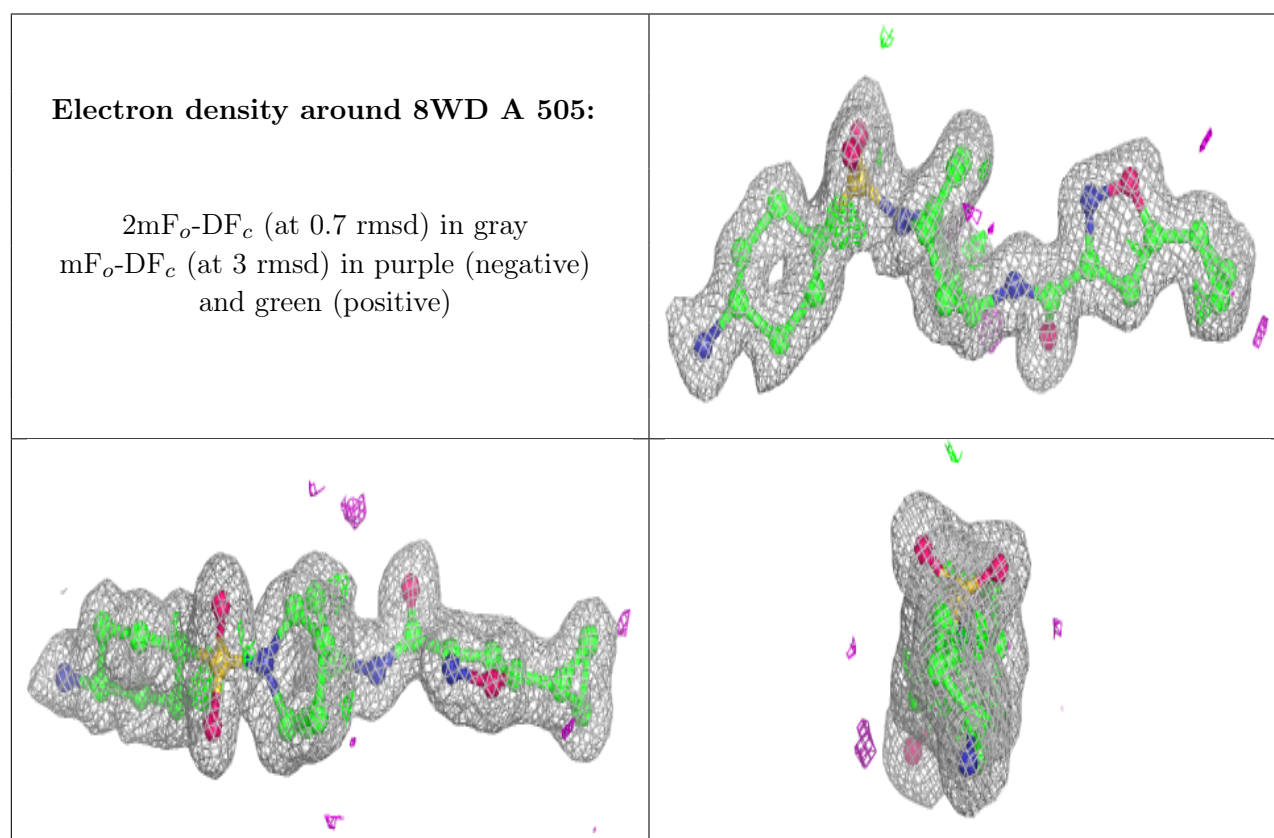 Electron density around 8WD A 505:
2mFo-DFc (at 0.7 rmsd) in gray
mFo-DFc (at 3 rmsd) in purple (negative)
and green (positive)